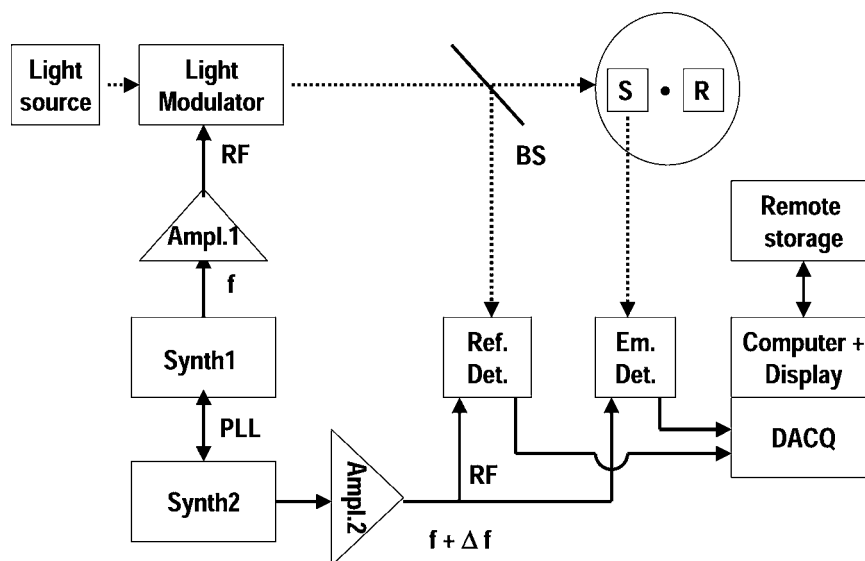 Light
source
Light
Modulator
S • R
BS
RF
Ampl.1
f
Remote
storage
Synth1
Ref.
Det.
Em.
Det.
Computer +
Display
PLL
DACQ
Synth2
Ampl.2
RF
f + Δ f